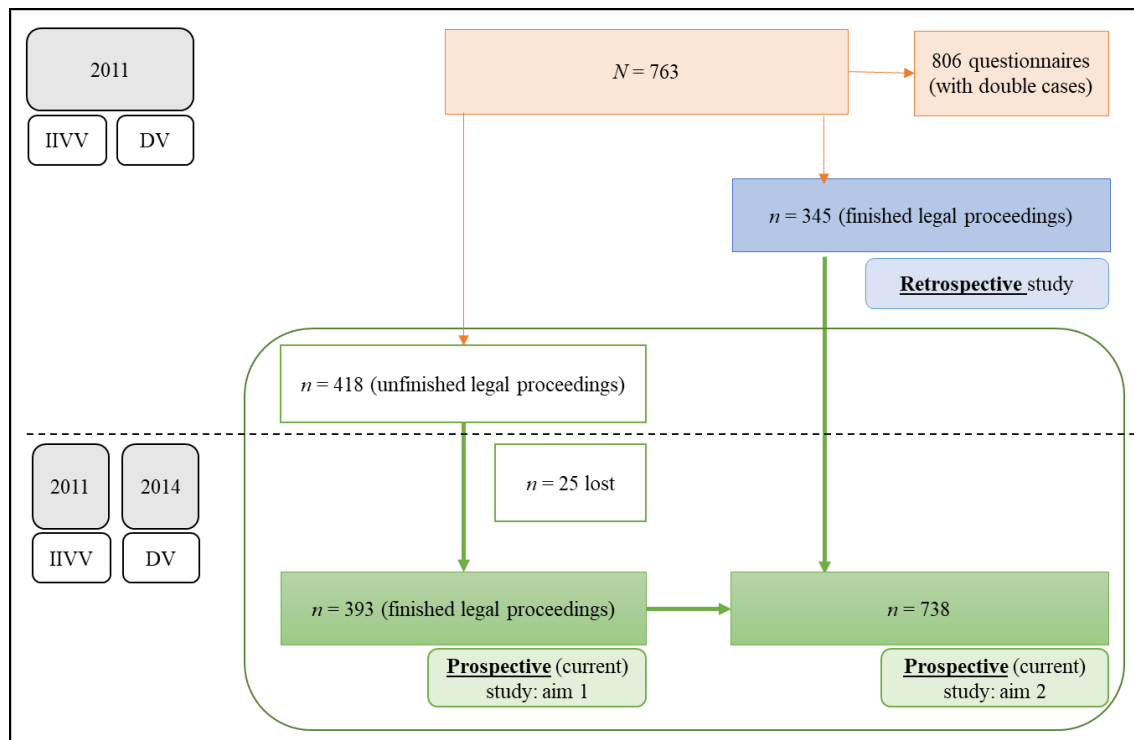 2011
IIVV
DV
N = 763
806 questionnaires
(with double cases)
n = 345 (finished legal proceedings)
Retrospective study
n = 418 (unfinished legal proceedings)
2011
2014
IIVV
DV
n = 25 lost
n = 393 (finished legal proceedings)
n = 738
Prospective (current)
study: aim 1
Prospective (current)
study: aim 2